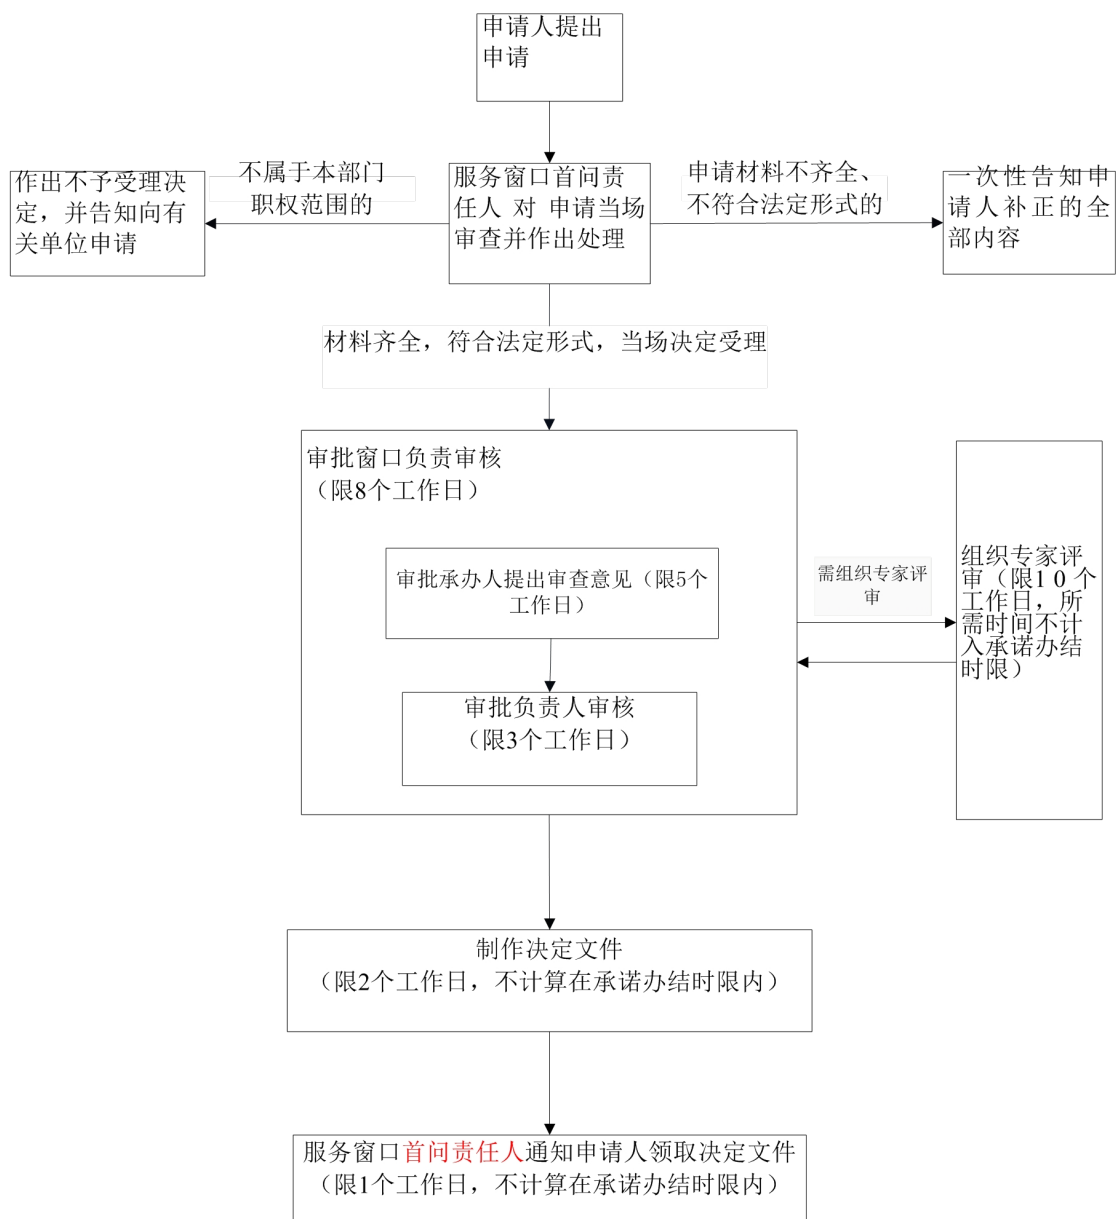 申请人提出
申请
不属于本部门
职权范围的
作出不予受理决
定，并告知向有
关单位申请
服务窗口首问责
任人 对 申请当场
审查并作出处理
申请材料不齐全、
不符合法定形式的
一次性告知申
请人补正的全
部内容
材料齐全，符合法定形式，当场决定受理
审批窗口负责审核
（限8个工作日）
审批承办人提出审查意见（限5个
工作日）
审批负责人审核
（限3个工作日）
需组织专家评
审
组织专家评
审（限1 0 个
工作日，所
需时间不计
入承诺办结
时限）
制作决定文件
（限2个工作日，不计算在承诺办结时限内）
服务窗口首问责任人通知申请人领取决定文件
（限1个工作日，不计算在承诺办结时限内）